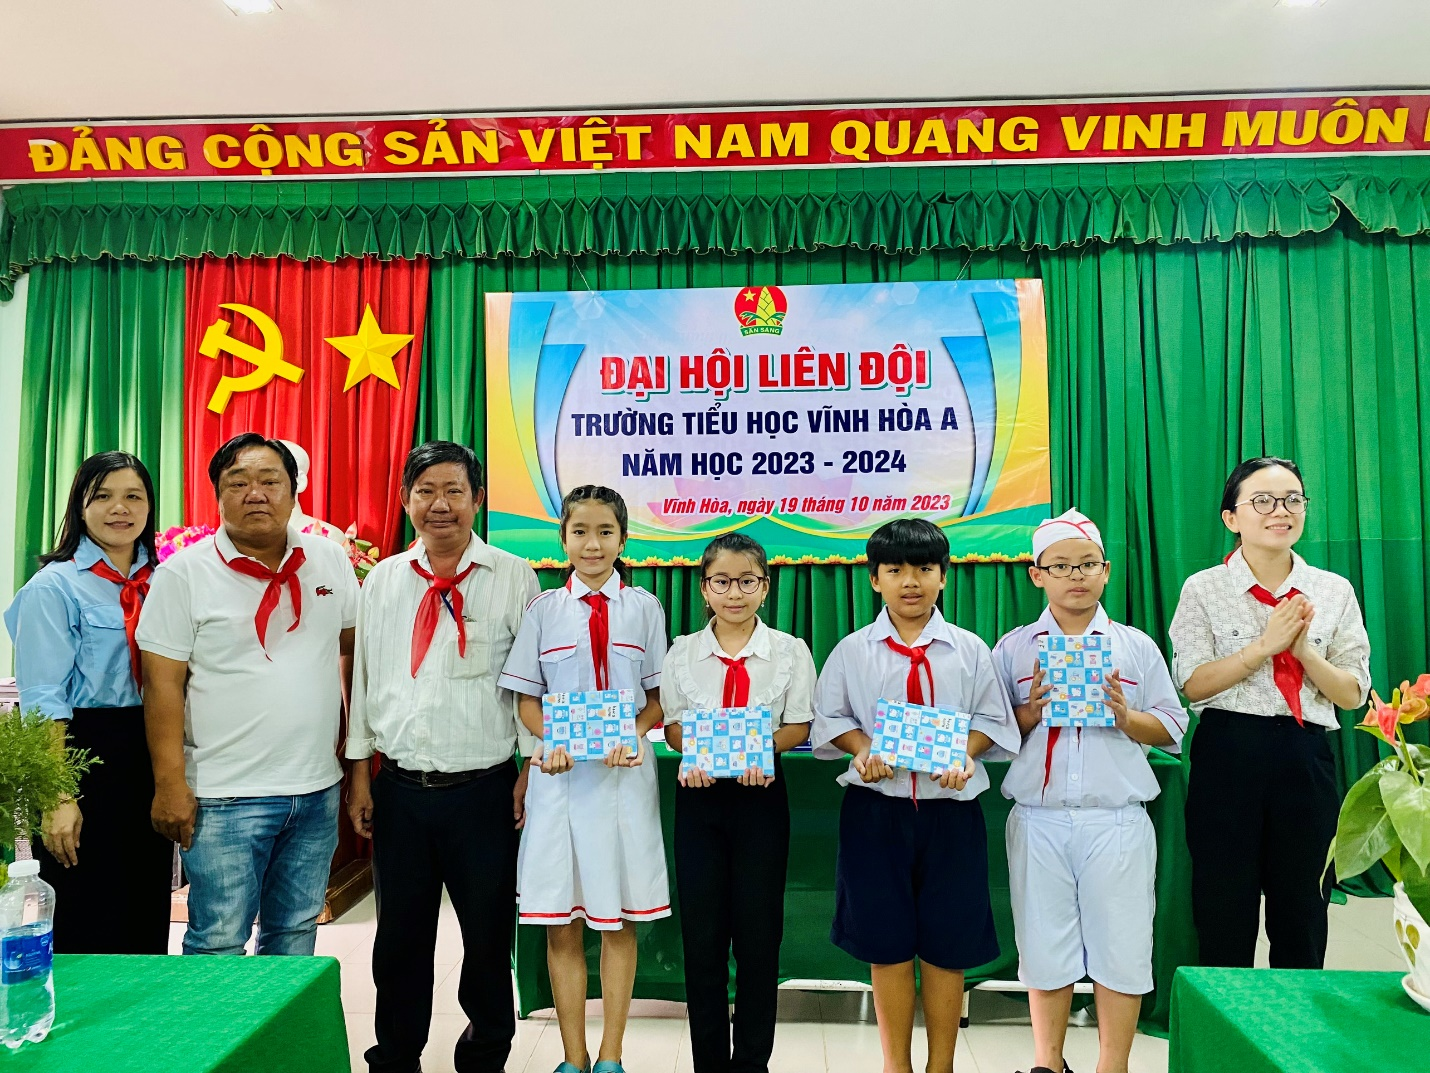 ĐẢNG CỘNG SẢN VIỆT NAM QUANG VINH MUÔN
SẴN SÀNG
ĐẠI HỘI LIÊN ĐỘI
TRƯỜNG TIỂU HỌC VĨNH HÒA A
NĂM HỌC 2023 - 2024
Vĩnh Hòa, ngày 19 tháng 10 năm 2023